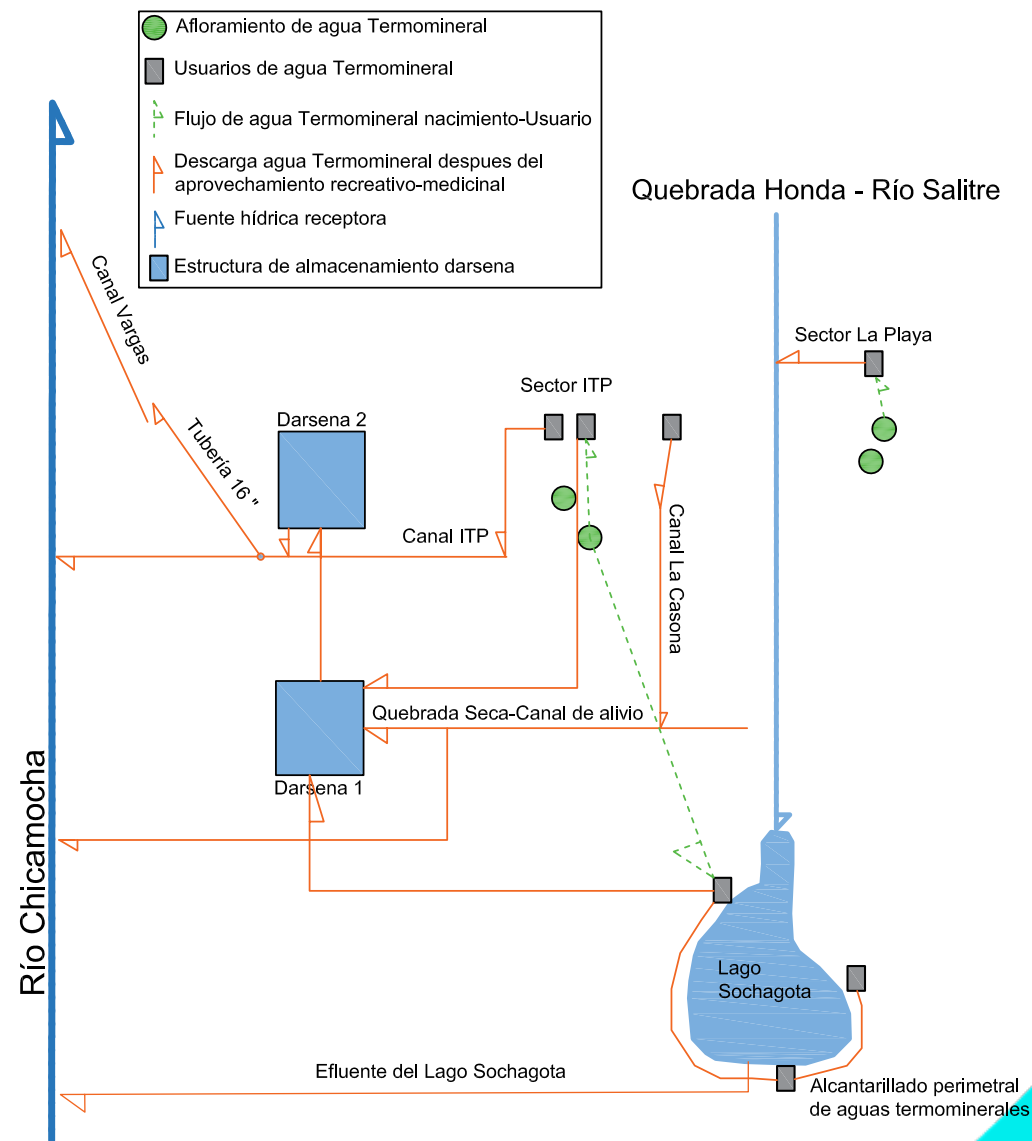 Afloramiento de agua Termomineral
Usuarios de agua Termomineral
Flujo de agua Termomineral nacimiento-Usuario
Descarga agua Termomineral despues del
aprovechamiento recreativo-medicinal
Fuente hídrica receptora
Estructura de almacenamiento darsena
Quebrada Honda - Río Salitre
Canal Vargas
Sector La Playa
Sector ITP
Darsena 2
Tubería 16 "
Canal ITP
Canal La Casona
Quebrada Seca-Canal de alivio
Darsena 1
Río Chicamocha
Lago
Sochagota
Efluente del Lago Sochagota
Alcantarillado perimetral
de aguas termominerales